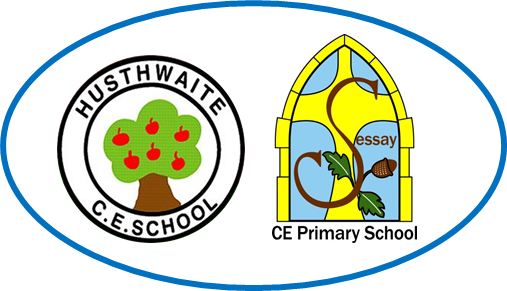 HUSTHWAITE
C.E.SCHOOL
Sessay
CE Primary School